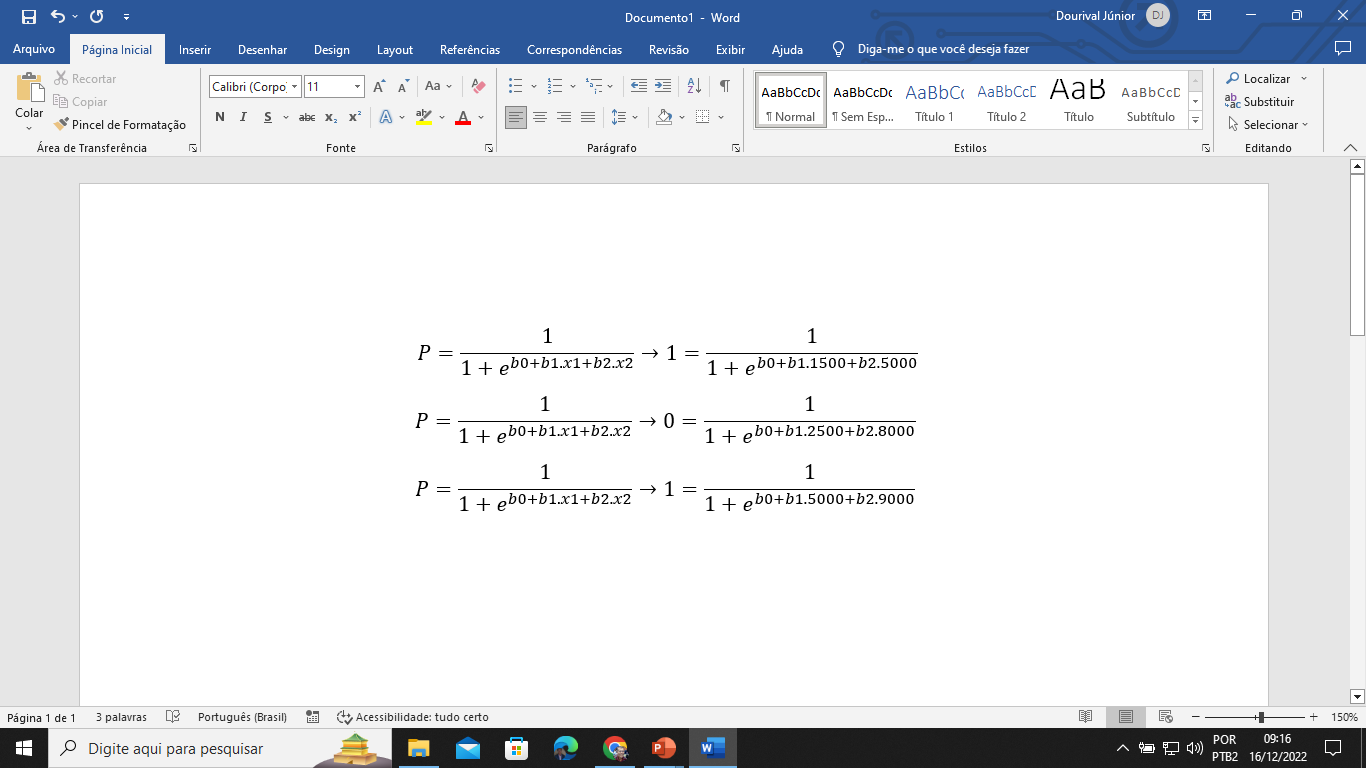 Documento1 - Word
Dourival Júnior
DJ
Arquivo
Página Inicial
Inserir
Desenhar
Design
Layout
Referências
Correspondências
Revisão
Exibir
Ajuda
Diga-me o que você deseja fazer
Colar
Recortar
Copiar
Pincel de Formatação
Área de Transferência
Calibri (Corpo)
11
Aa
N I S abc x₂ x²
Fonte
Parágrafo
AaBbCcDc
¶ Normal
AaBbCcDc
¶ Sem Esp...
AaBbCc
Título 1
AaBbCcD
Título 2
AaB
Título
AaBbCcD
Subtítulo
Estilos
Localizar
Substituir
Selecionar
Editando
P = 1/(1 + e^(b0+b1.x1+b2.x2)) → 1 = 1/(1 + e^(b0+b1.1500+b2.5000))
P = 1/(1 + e^(b0+b1.x1+b2.x2)) → 0 = 1/(1 + e^(b0+b1.2500+b2.8000))
P = 1/(1 + e^(b0+b1.x1+b2.x2)) → 1 = 1/(1 + e^(b0+b1.5000+b2.9000))
Página 1 de 1
3 palavras
Português (Brasil)
Acessibilidade: tudo certo
150%
Digite aqui para pesquisar
POR
PTB2
09:16
16/12/2022